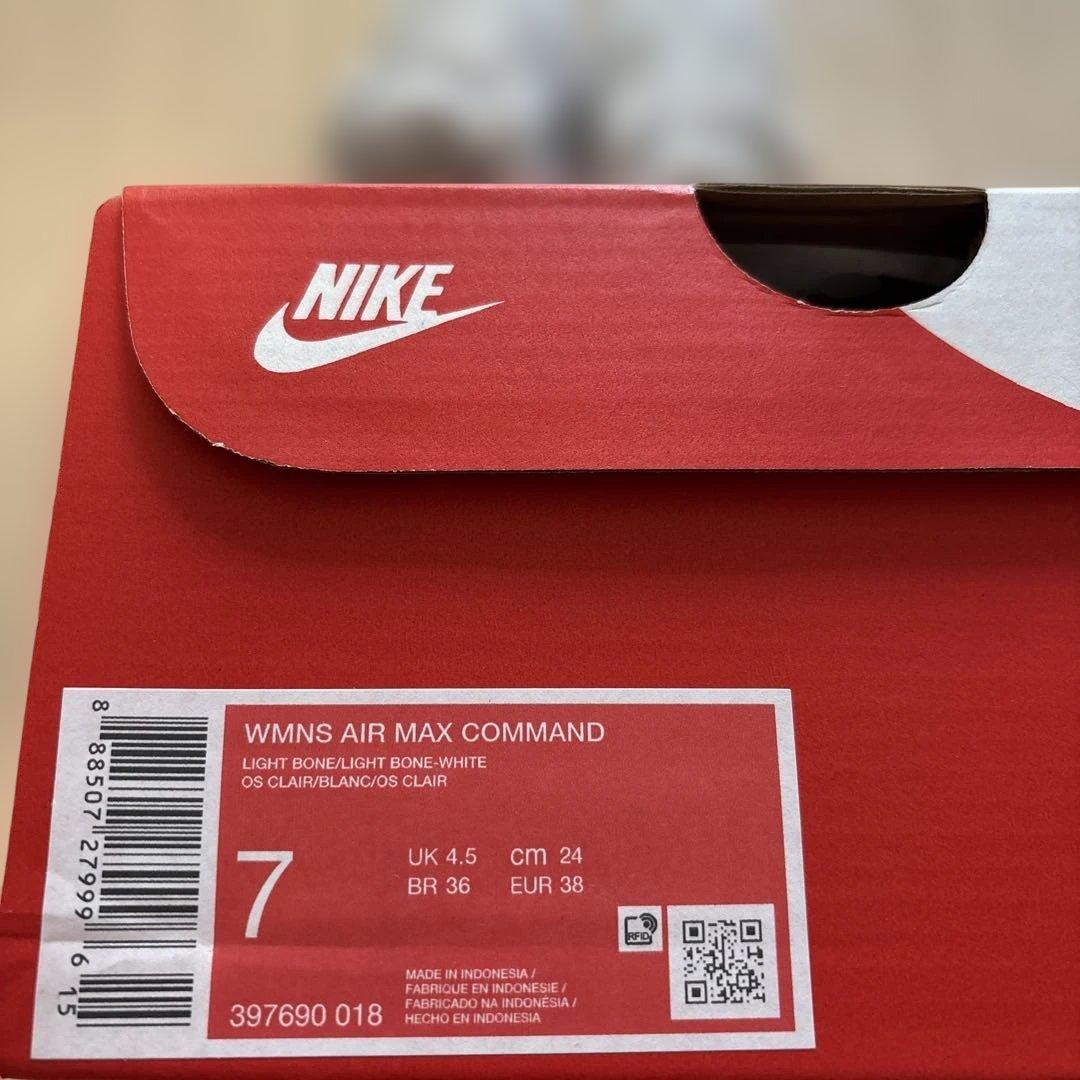 NIKE
WMNS AIR MAX COMMAND
LIGHT BONE/LIGHT BONE-WHITE
OS CLAIR/BLANC/OS CLAIR
7
UK 4.5 cm 24
BR 36 EUR 38
RFID
MADE IN INDONESIA /
FABRIQUE EN INDONESIE /
FABRICADO NA INDONÉSIA /
HECHO EN INDONESIA
397690 018
8 88507 27999 6 15